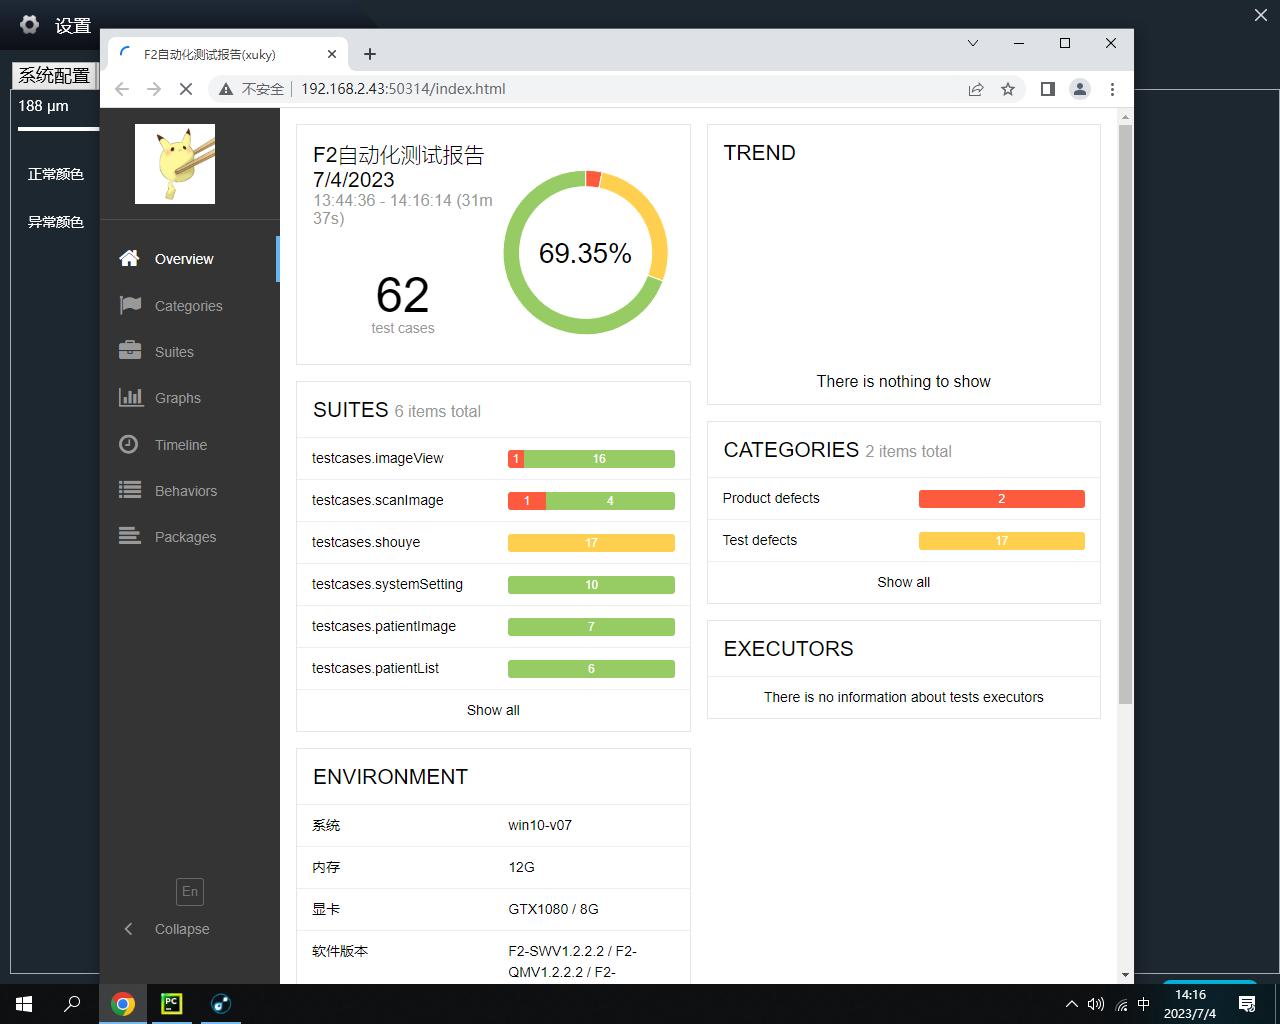 设置
F2自动化测试报告(xuky)
不安全
192.168.2.43:50314/index.html
系统配置
188 μm
正常颜色
异常颜色
Overview
Categories
Suites
Graphs
Timeline
Behaviors
Packages
En
Collapse
F2自动化测试报告
7/4/2023
13:44:36 - 14:16:14 (31m
37s)
62
test cases
69.35%
TREND
There is nothing to show
SUITES 6 items total
testcases.imageView 1 16
testcases.scanImage 1 4
testcases.shouye 17
testcases.systemSetting 10
testcases.patientImage 7
testcases.patientList 6
Show all
CATEGORIES 2 items total
Product defects 2
Test defects 17
Show all
EXECUTORS
There is no information about tests executors
ENVIRONMENT
系统 win10-v07
内存 12G
显卡 GTX1080 / 8G
软件版本 F2-SWV1.2.2.2 / F2-
QMV1.2.2.2 / F2-
PC
中
14:16
2023/7/4